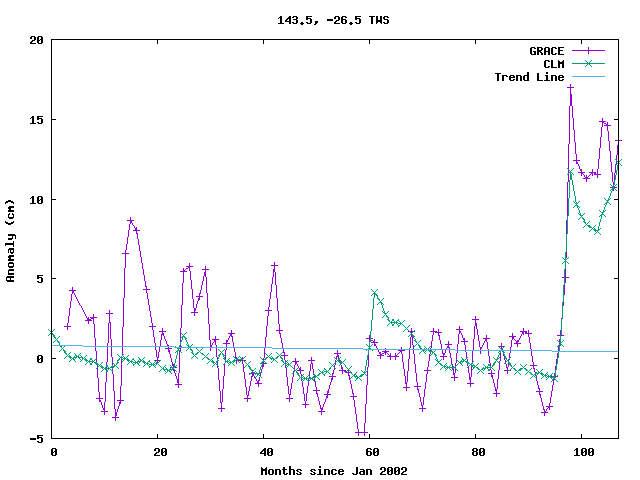 143.5, -26.5 TWS
20
15
10
5
0
-5
Anomaly (cm)
GRACE
CLM
Trend Line
0 20 40 60 80 100
Months since Jan 2002